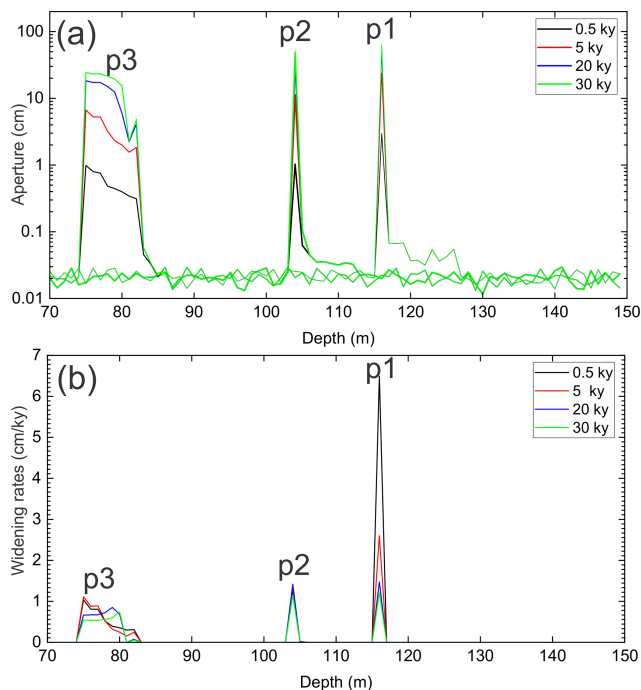 (a)
p3
p2
p1
0.5 ky
5 ky
20 ky
30 ky
Aperture (cm)
100
10
1
0.1
0.01
70 80 90 100 110 120 130 140 150
Depth (m)
(b)
p3
p2
p1
0.5 ky
5 ky
20 ky
30 ky
Widening rates (cm/ky)
7
6
5
4
3
2
1
0
70 80 90 100 110 120 130 140 150
Depth (m)